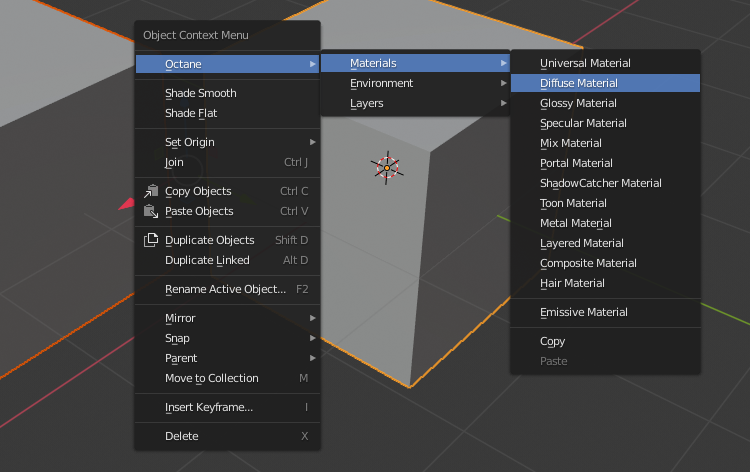 Object Context Menu
Octane
Shade Smooth
Shade Flat
Set Origin
Join Ctrl J
Copy Objects Ctrl C
Paste Objects Ctrl V
Duplicate Objects Shift D
Duplicate Linked Alt D
Rename Active Object... F2
Mirror
Snap
Parent
Move to Collection M
Insert Keyframe... I
Delete X
Materials
Environment
Layers
Universal Material
Diffuse Material
Glossy Material
Specular Material
Mix Material
Portal Material
ShadowCatcher Material
Toon Material
Metal Material
Layered Material
Composite Material
Hair Material
Emissive Material
Copy
Paste